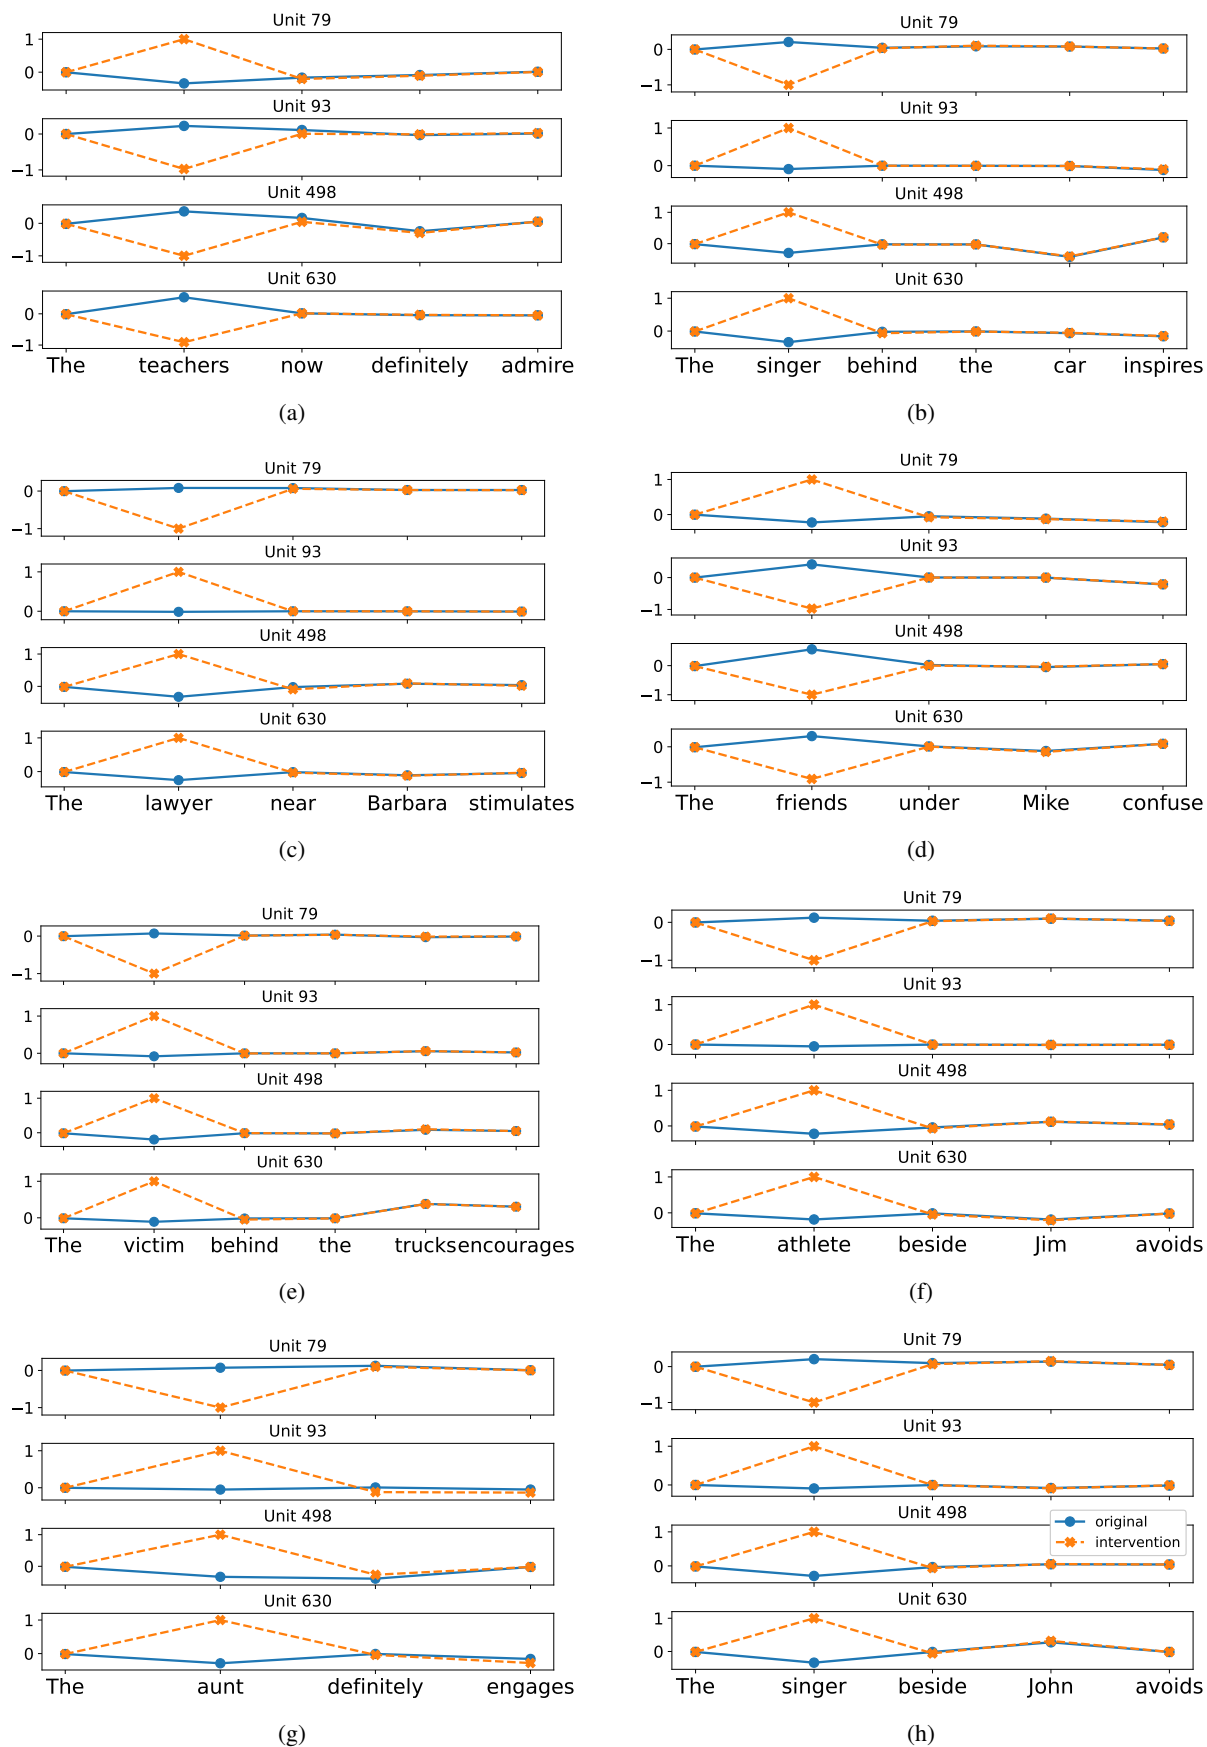 Unit 79
1
0
Unit 93
0
−1
Unit 498
0
−1
Unit 630
0
−1
The teachers now definitely admire
(a)
Unit 79
0
−1
Unit 93
1
0
Unit 498
1
0
Unit 630
1
0
The singer behind the car inspires
(b)
Unit 79
0
−1
Unit 93
1
0
Unit 498
1
0
Unit 630
1
0
The lawyer near Barbara stimulates
(c)
Unit 79
1
0
Unit 93
0
−1
Unit 498
0
−1
Unit 630
0
−1
The friends under Mike confuse
(d)
Unit 79
0
−1
Unit 93
1
0
Unit 498
1
0
Unit 630
1
0
The victim behind the trucks encourages
(e)
Unit 79
0
−1
Unit 93
1
0
Unit 498
1
0
Unit 630
1
0
The athlete beside Jim avoids
(f)
Unit 79
0
−1
Unit 93
1
0
Unit 498
1
0
Unit 630
1
0
The aunt definitely engages
(g)
Unit 79
0
−1
Unit 93
1
0
Unit 498
1
0
original
intervention
Unit 630
1
0
The singer beside John avoids
(h)